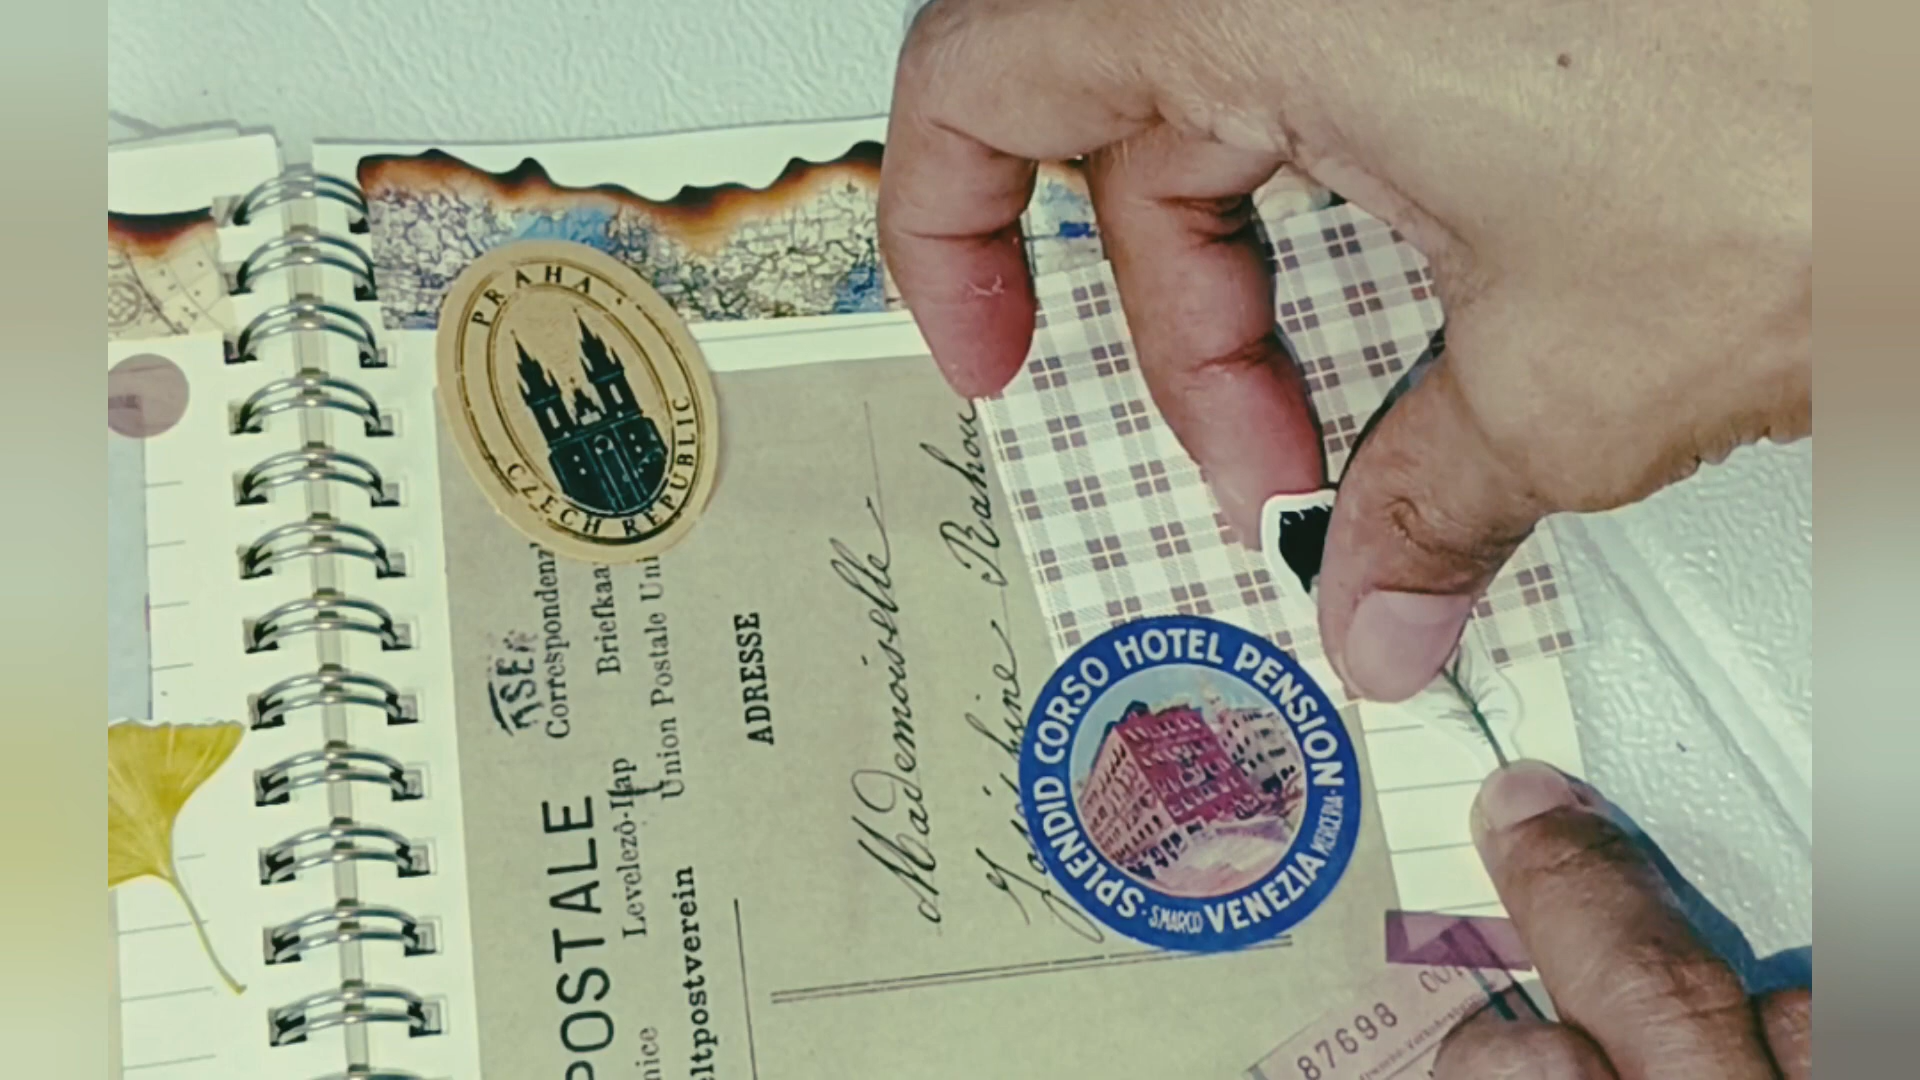 PRAHA
CZECH REPUBLIC
POSTALE
Correspondenz
Levelező-lap
Union Postale Uni
eltpostverein
ADRESSE
Mademoiselle
Joséphine
SPLENDID CORSO HOTEL PENSION
S.MARCO VENEZIA MERCERIA
87698